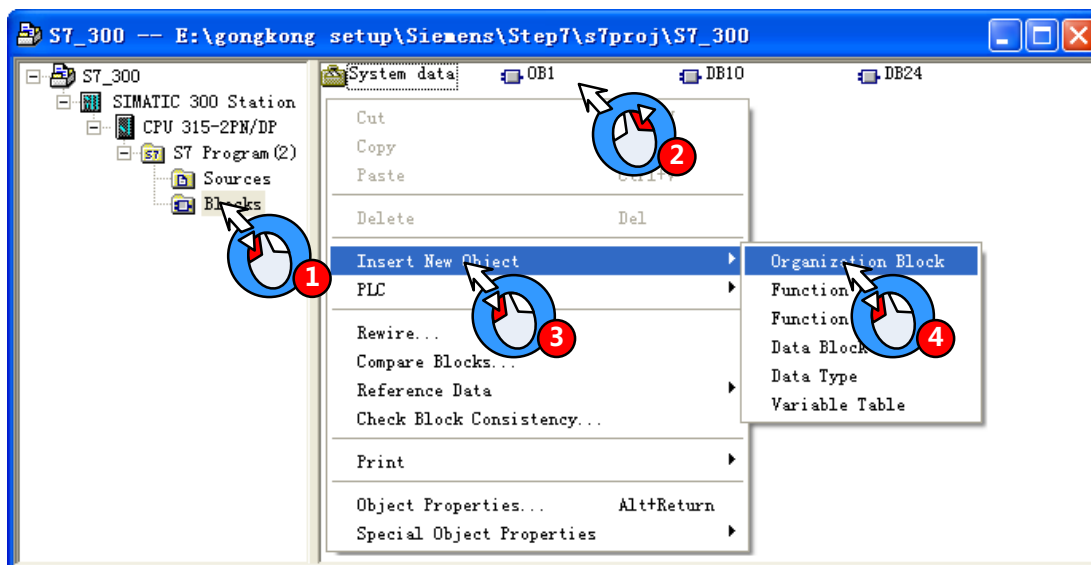 S7_300 -- E:\gongkong setup\Siemens\Step7\s7proj\S7_300
S7_300
SIMATIC 300 Station
CPU 315-2PN/DP
S7 Program(2)
Sources
Blocks
1
System data
OB1
DB10
DB24
2
Cut
Copy
Paste
Delete Del
Insert New Object
PLC
3
Rewire...
Compare Blocks...
Reference Data
Check Block Consistency...
Print
Object Properties... Alt+Return
Special Object Properties
Organization Block
Function
Function
Data Block
Data Type
Variable Table
4